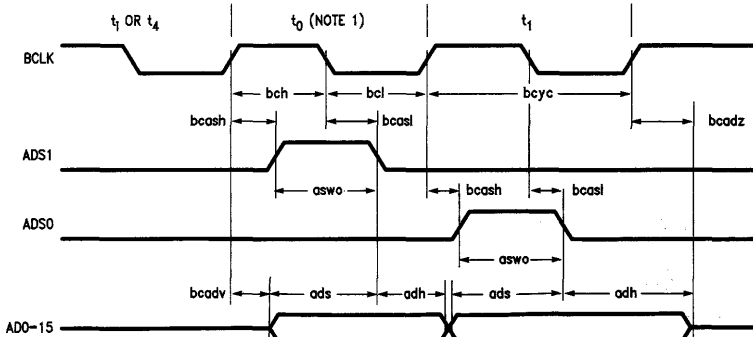 t₁ OR t₄ t₀ (NOTE 1) t₁
BCLK
bch bcl bcyc
bcash bcasl bcadz
ADS1
aswo bcash bcasl
ADS0
aswo
bcadv ads adh ads adh
AD0-15